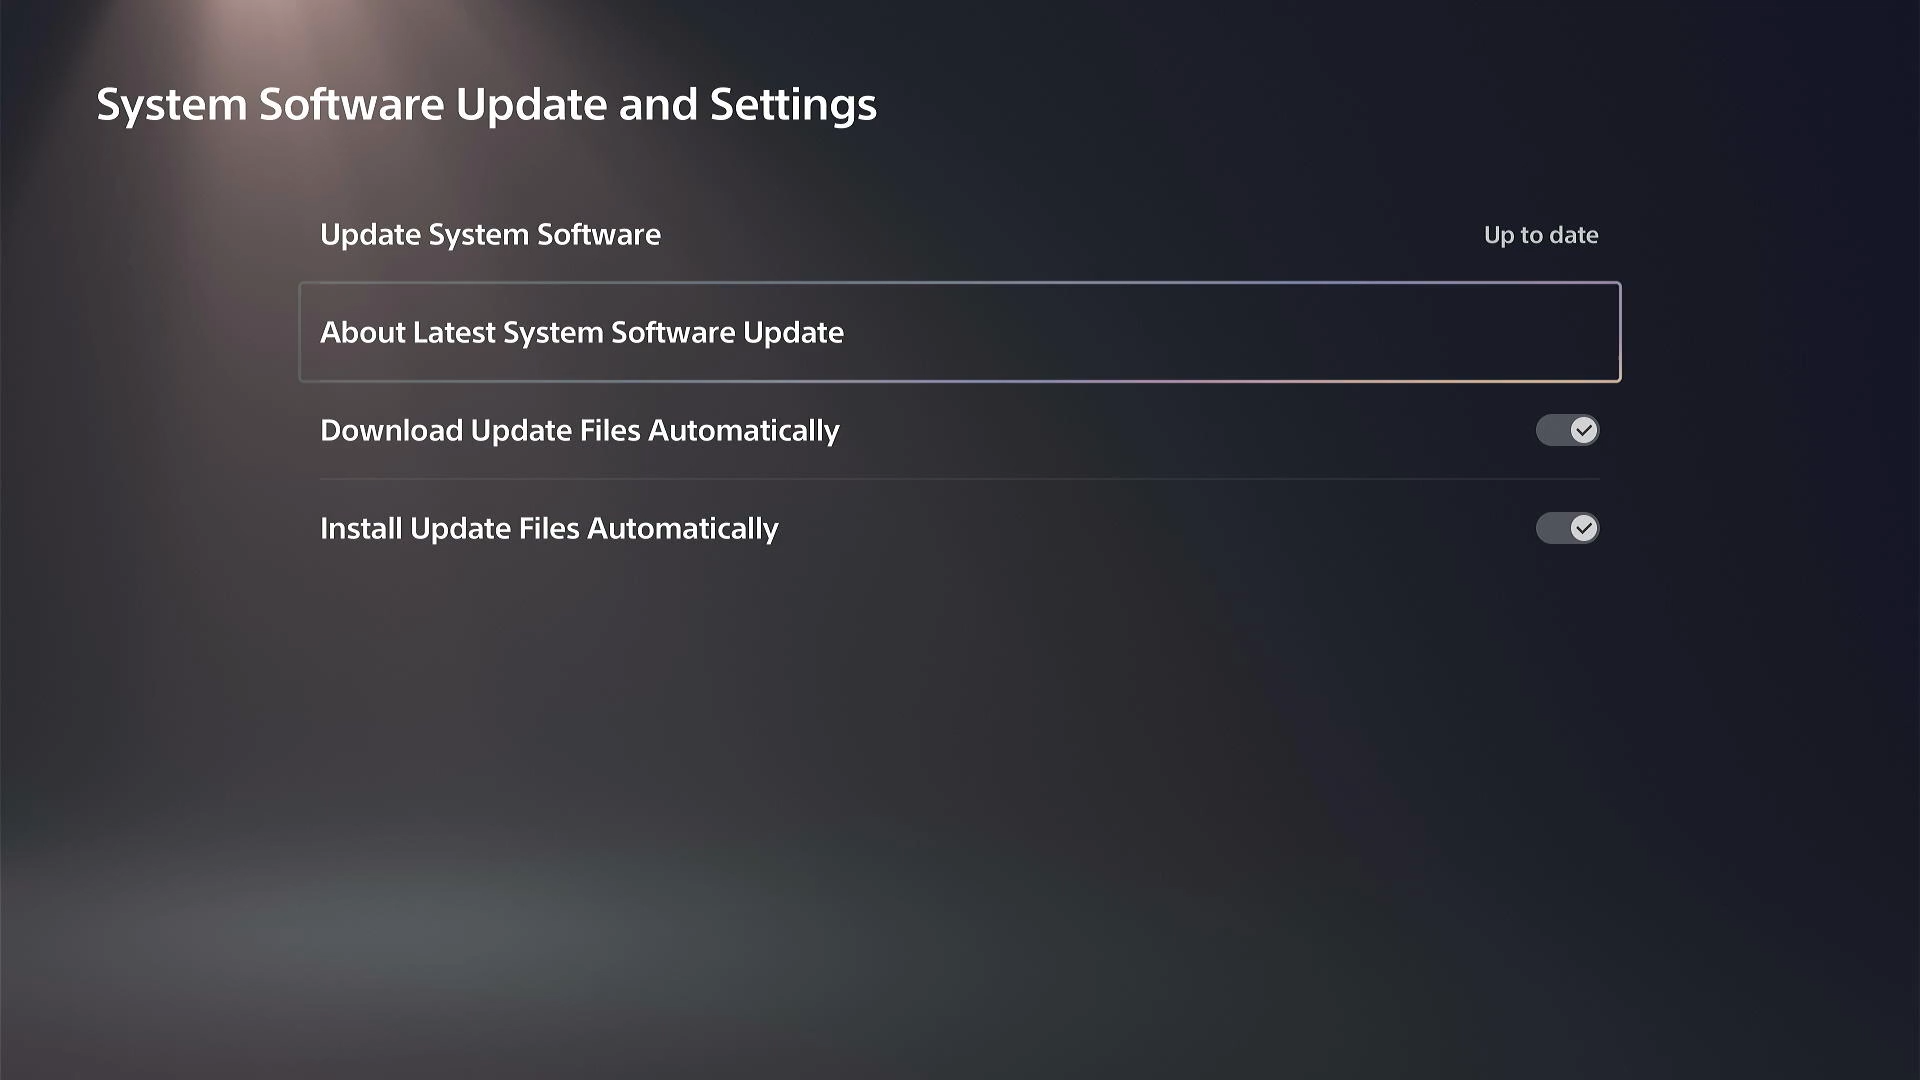 System Software Update and Settings
Update System Software Up to date
About Latest System Software Update
Download Update Files Automatically
Install Update Files Automatically